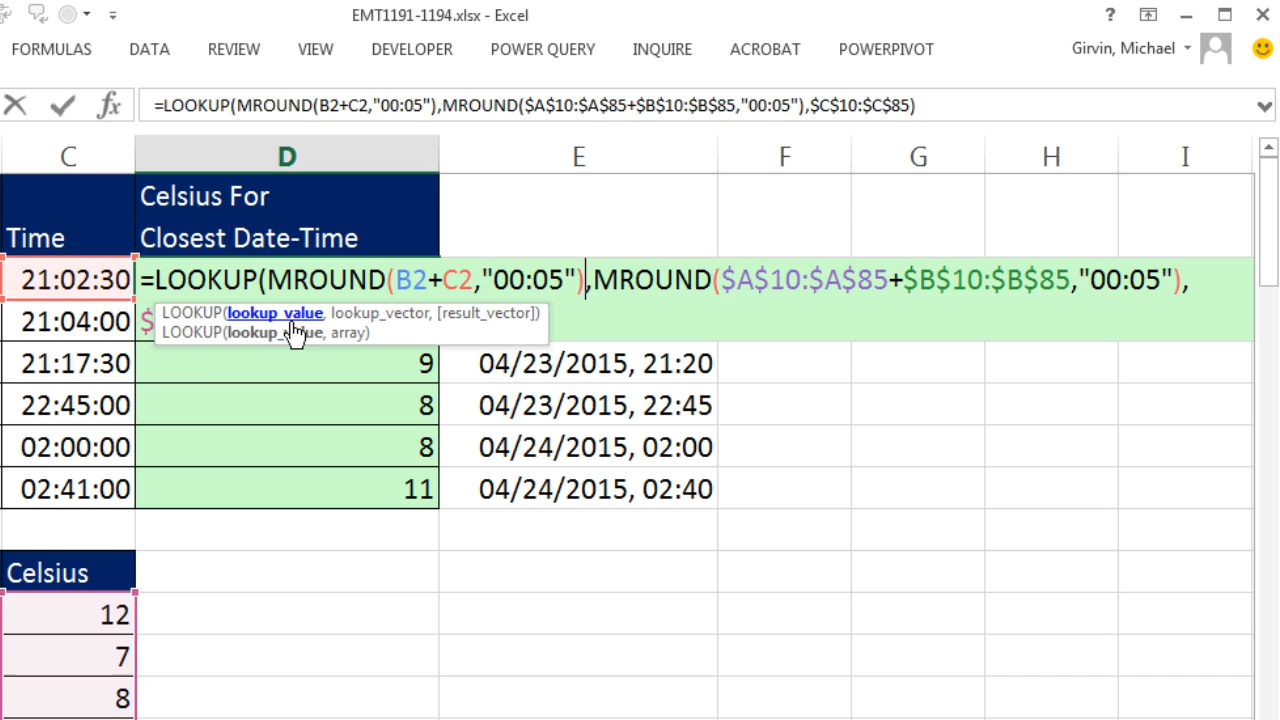 EMT1191-1194.xlsx - Excel
?
FORMULAS DATA REVIEW VIEW DEVELOPER POWER QUERY INQUIRE ACROBAT POWERPIVOT Girvin, Michael
fx =LOOKUP(MROUND(B2+C2,"00:05"),MROUND($A$10:$A$85+$B$10:$B$85,"00:05"),$C$10:$C$85)
C D E F G H I
Celsius For
Time Closest Date-Time
21:02:30 =LOOKUP(MROUND(B2+C2,"00:05"),MROUND($A$10:$A$85+$B$10:$B$85,"00:05"),
LOOKUP(lookup_value, lookup_vector, [result_vector])
21:04:00 $
LOOKUP(lookup_value, array)
21:17:30 9 04/23/2015, 21:20
22:45:00 8 04/23/2015, 22:45
02:00:00 8 04/24/2015, 02:00
02:41:00 11 04/24/2015, 02:40
Celsius
12
7
8